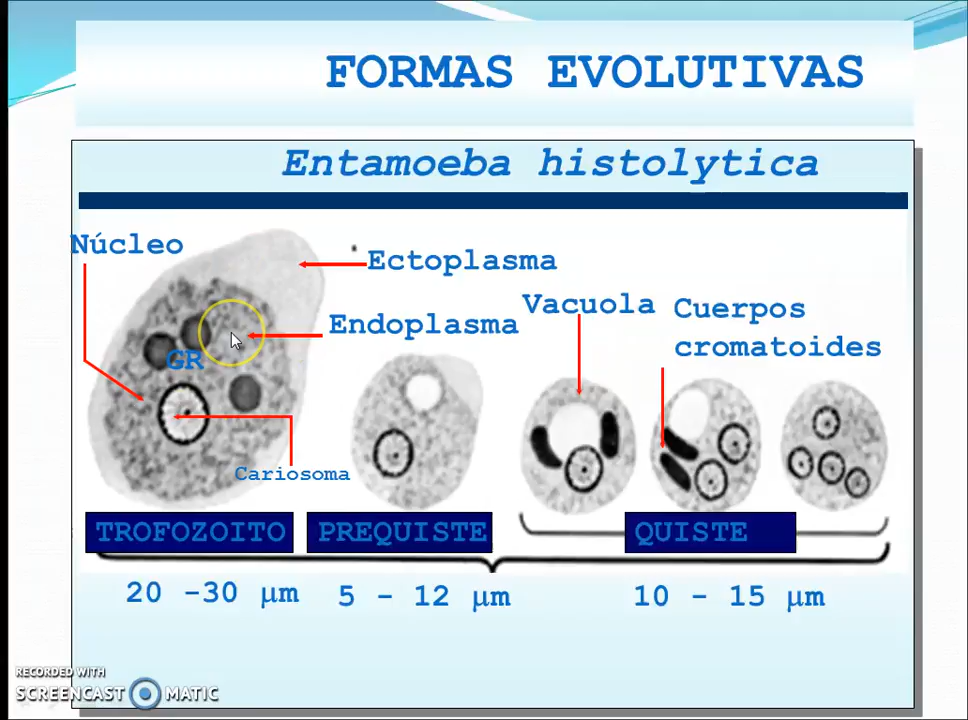 FORMAS EVOLUTIVAS
Entamoeba histolytica
Núcleo
Ectoplasma
Endoplasma
Vacuola
Cuerpos
cromatoides
GR
Cariosoma
TROFOZOITO
PREQUISTE
QUISTE
20 -30 μm
5 - 12 μm
10 - 15 μm
RECORDED WITH
SCREENCAST MATIC